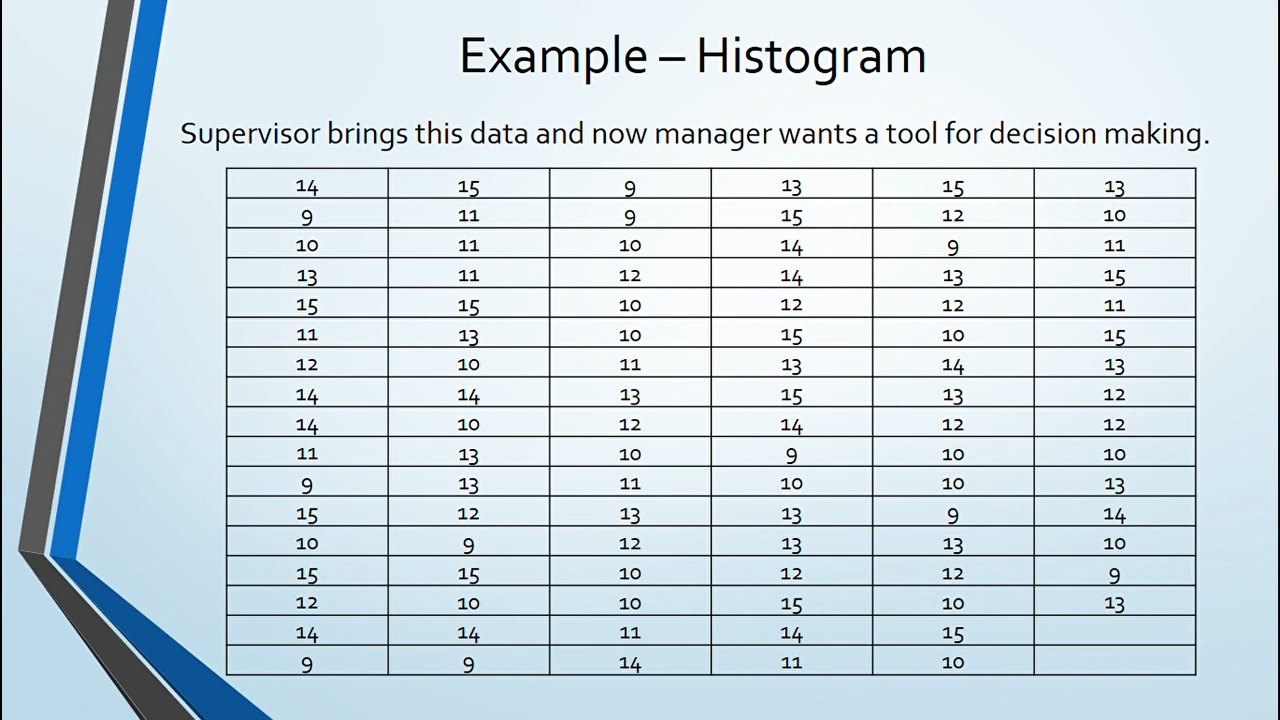 Example – Histogram
Supervisor brings this data and now manager wants a tool for decision making.
14 15 9 13 15 13
9 11 9 15 12 10
10 11 10 14 9 11
13 11 12 14 13 15
15 15 10 12 12 11
11 13 10 15 10 15
12 10 11 13 14 13
14 14 13 15 13 12
14 10 12 14 12 12
11 13 10 9 10 10
9 13 11 10 10 13
15 12 13 13 9 14
10 9 12 13 13 10
15 15 10 12 12 9
12 10 10 15 10 13
14 14 11 14 15
9 9 14 11 10